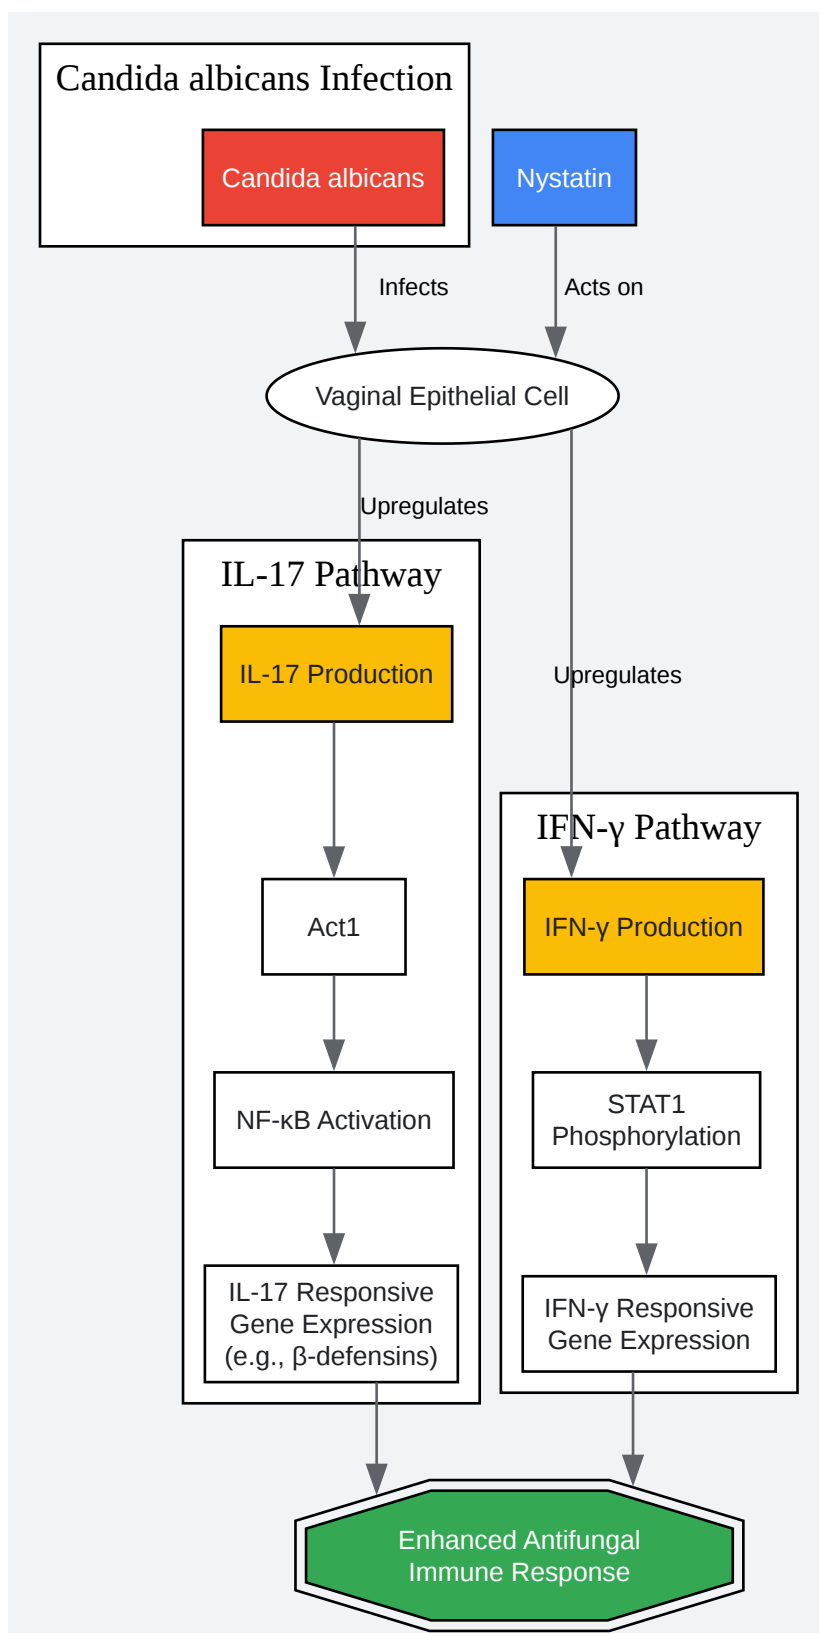 Candida albicans Infection
Candida albicans
Nystatin
Infects
Acts on
Vaginal Epithelial Cell
Upregulates
IL-17 Pathway
IL-17 Production
Upregulates
IFN-γ Pathway
Act1
IFN-γ Production
NF-κB Activation
STAT1
Phosphorylation
IL-17 Responsive
Gene Expression
(e.g., β-defensins)
IFN-γ Responsive
Gene Expression
Enhanced Antifungal
Immune Response